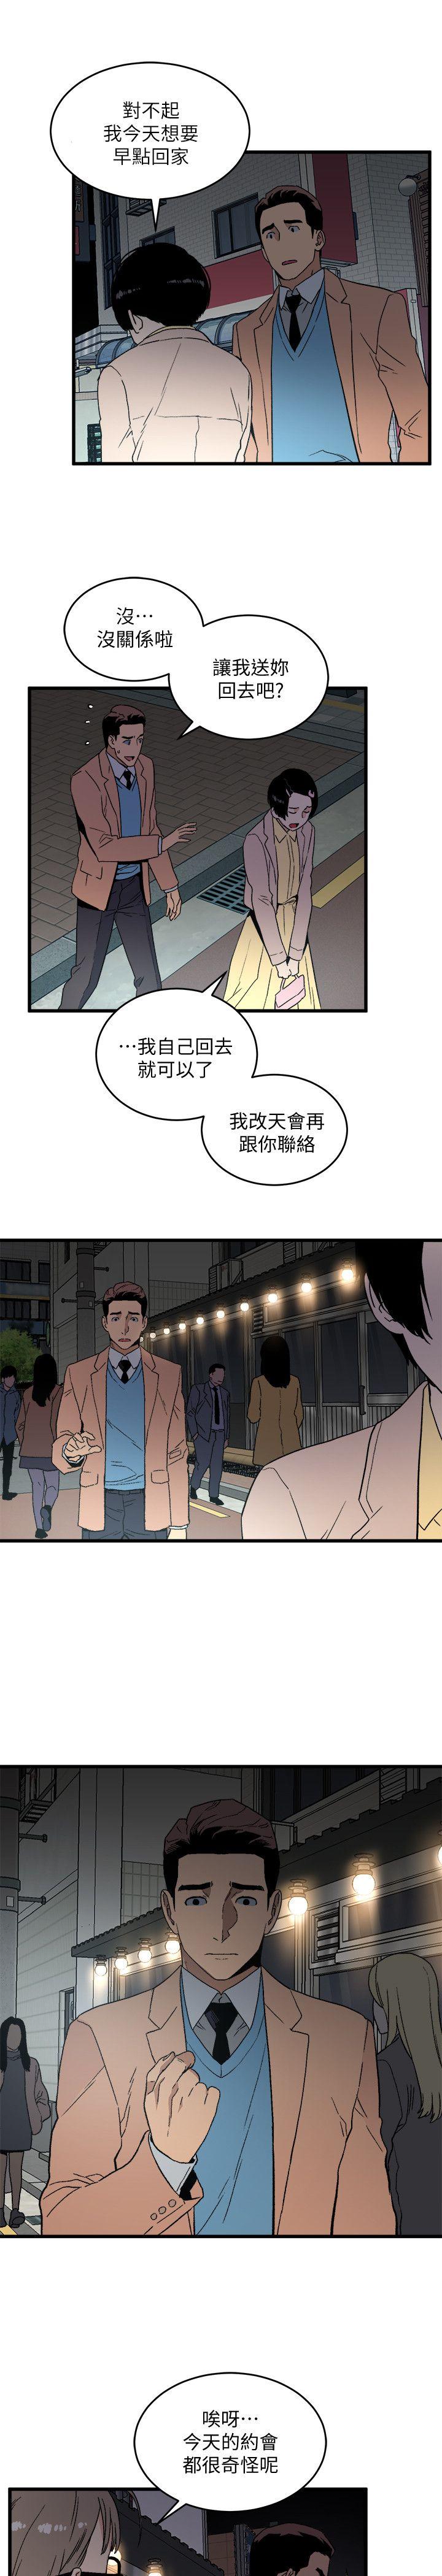 對不起
我今天想要
早點回家
沒…
沒關係啦
讓我送妳
回去吧?
…我自己回去
就可以了
我改天會再
跟你聯絡
唉呀…
今天的約會
都很奇怪呢